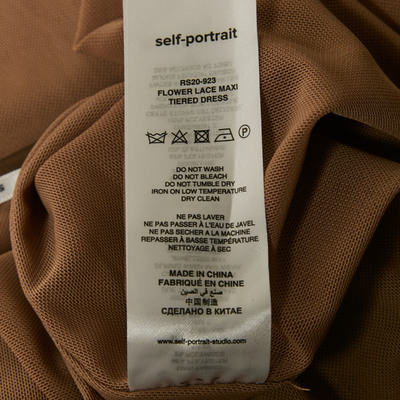 self-portrait
RS20-923
FLOWER LACE MAXI
TIERED DRESS
P
DO NOT WASH
DO NOT BLEACH
DO NOT TUMBLE DRY
IRON ON LOW TEMPERATURE
DRY CLEAN
NE PAS LAVER
NE PAS PASSER À L'EAU DE JAVEL
NE PAS SECHER A LA MACHINE
REPASSER À BASSE TEMPÉRATURE
NETTOYAGE À SEC
MADE IN CHINA
FABRIQUÉ EN CHINE
صنع في الصين
中国制造
СДЕЛАНО В КИТАЕ
www.self-portrait-studio.com
S